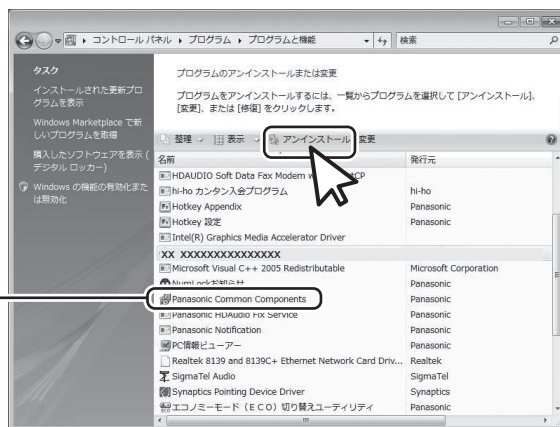 コントロール パネル ▸ プログラム ▸ プログラムと機能
検索
タスク
インストールされた更新プログラムを表示
Windows Marketplace で新しいプログラムを取得
購入したソフトウェアを表示 (デジタル ロッカー)
Windows の機能の有効化または無効化
プログラムのアンインストールまたは変更
プログラムをアンインストールするには、一覧からプログラムを選択して [アンインストール]、
[変更]、または [修復] をクリックします。
整理 表示 アンインストール 変更
名前 発行元
HDAUDIO Soft Data Fax Modem
hi-ho カンタン入会プログラム hi-ho
Hotkey Appendix Panasonic
Hotkey 設定 Panasonic
Intel(R) Graphics Media Accelerator Driver
XX XXXXXXXXXXXXXXX
Microsoft Visual C++ 2005 Redistributable Microsoft Corporation
NumLockお知らせ Panasonic
Panasonic Common Components Panasonic
Panasonic HDAudio Fix Service Panasonic
Panasonic Notification Panasonic
PC情報ビューアー Panasonic
Realtek 8139 and 8139C+ Ethernet Network Card Driv... Realtek
SigmaTel Audio SigmaTel
Synaptics Pointing Device Driver Synaptics
エコノミーモード（ＥＣＯ）切り替えユーティリティ Panasonic